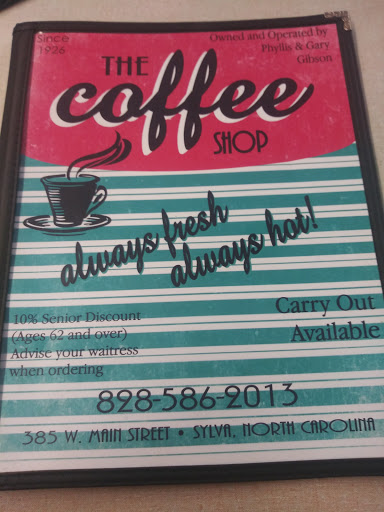 Since
1926
Owned and Operated by
Phyllis & Gary
Gibson
THE
coffee
SHOP
always fresh
always hot!
10% Senior Discount
(Ages 62 and over)
Advise your waitress
when ordering
Carry Out
Available
828-586-2013
385 W. MAIN STREET • SYLVA, NORTH CAROLINA